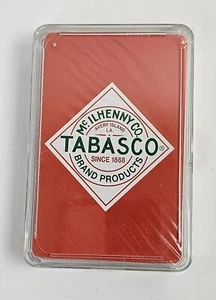 McILHENNY CO.
AVERY ISLAND
LA.
TABASCO®
SINCE 1868
BRAND PRODUCTS